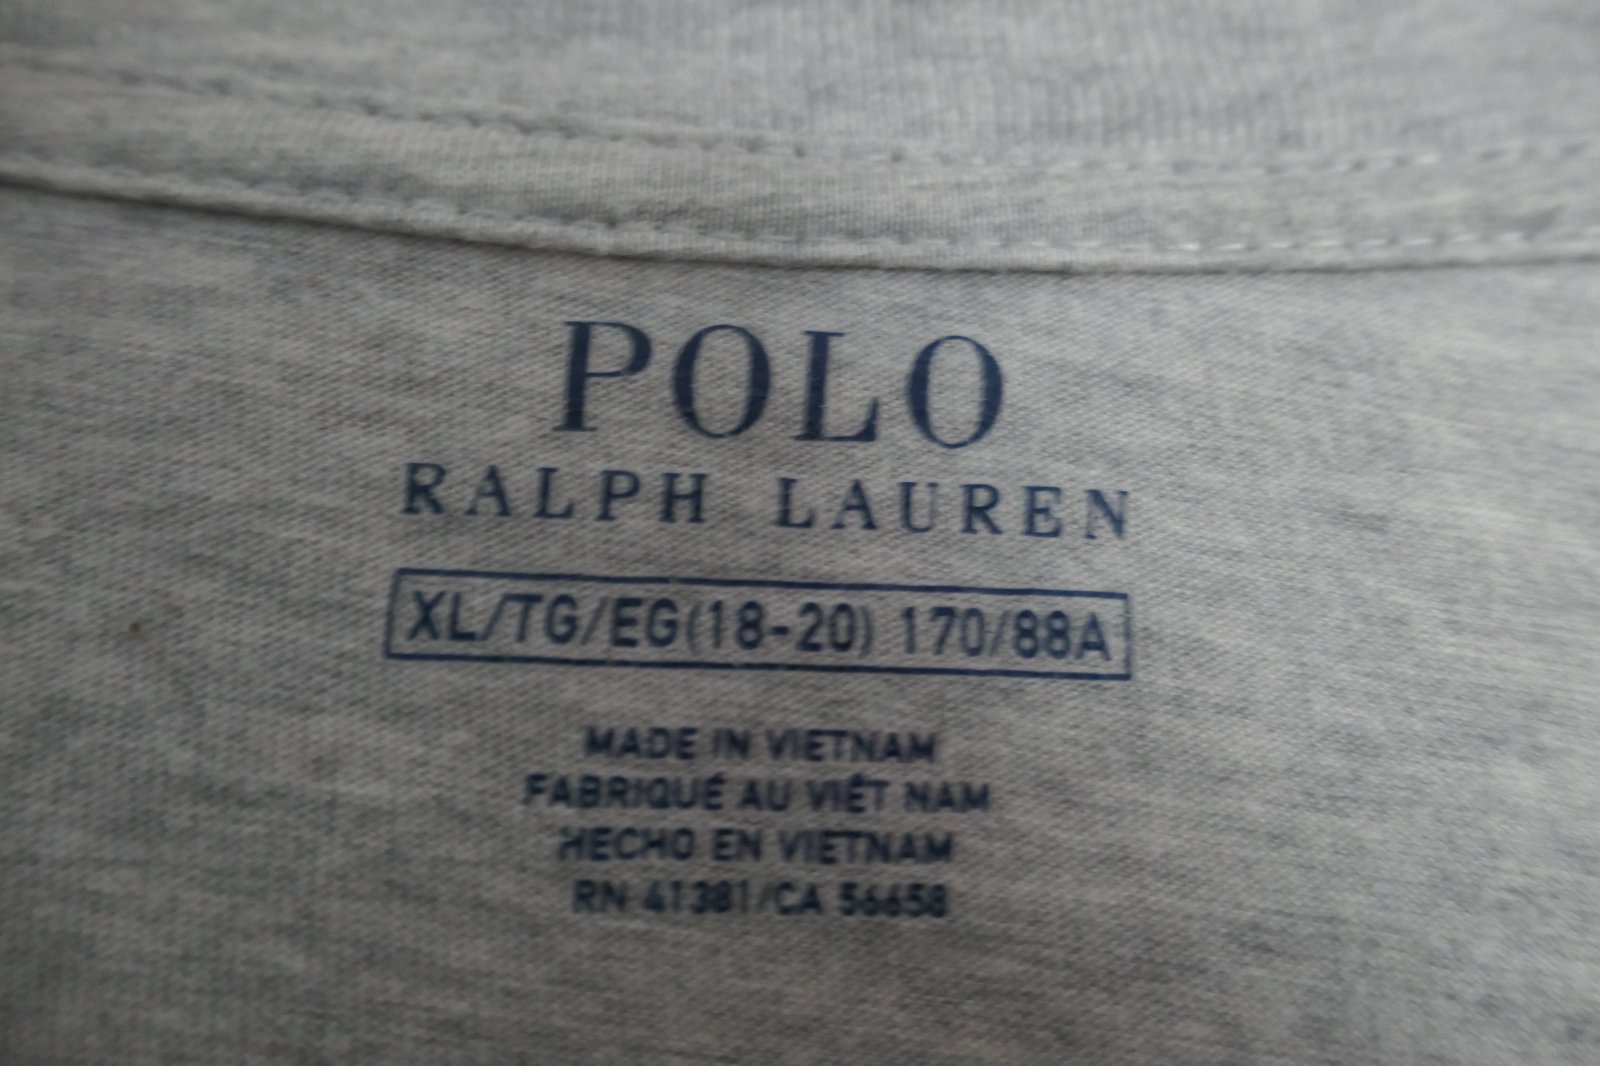 POLO
RALPH LAUREN
XL/TG/EG(18-20) 170/88A
MADE IN VIETNAM
FABRIQUÉ AU VIÊT NAM
HECHO EN VIETNAM
RN 41381/CA 56658